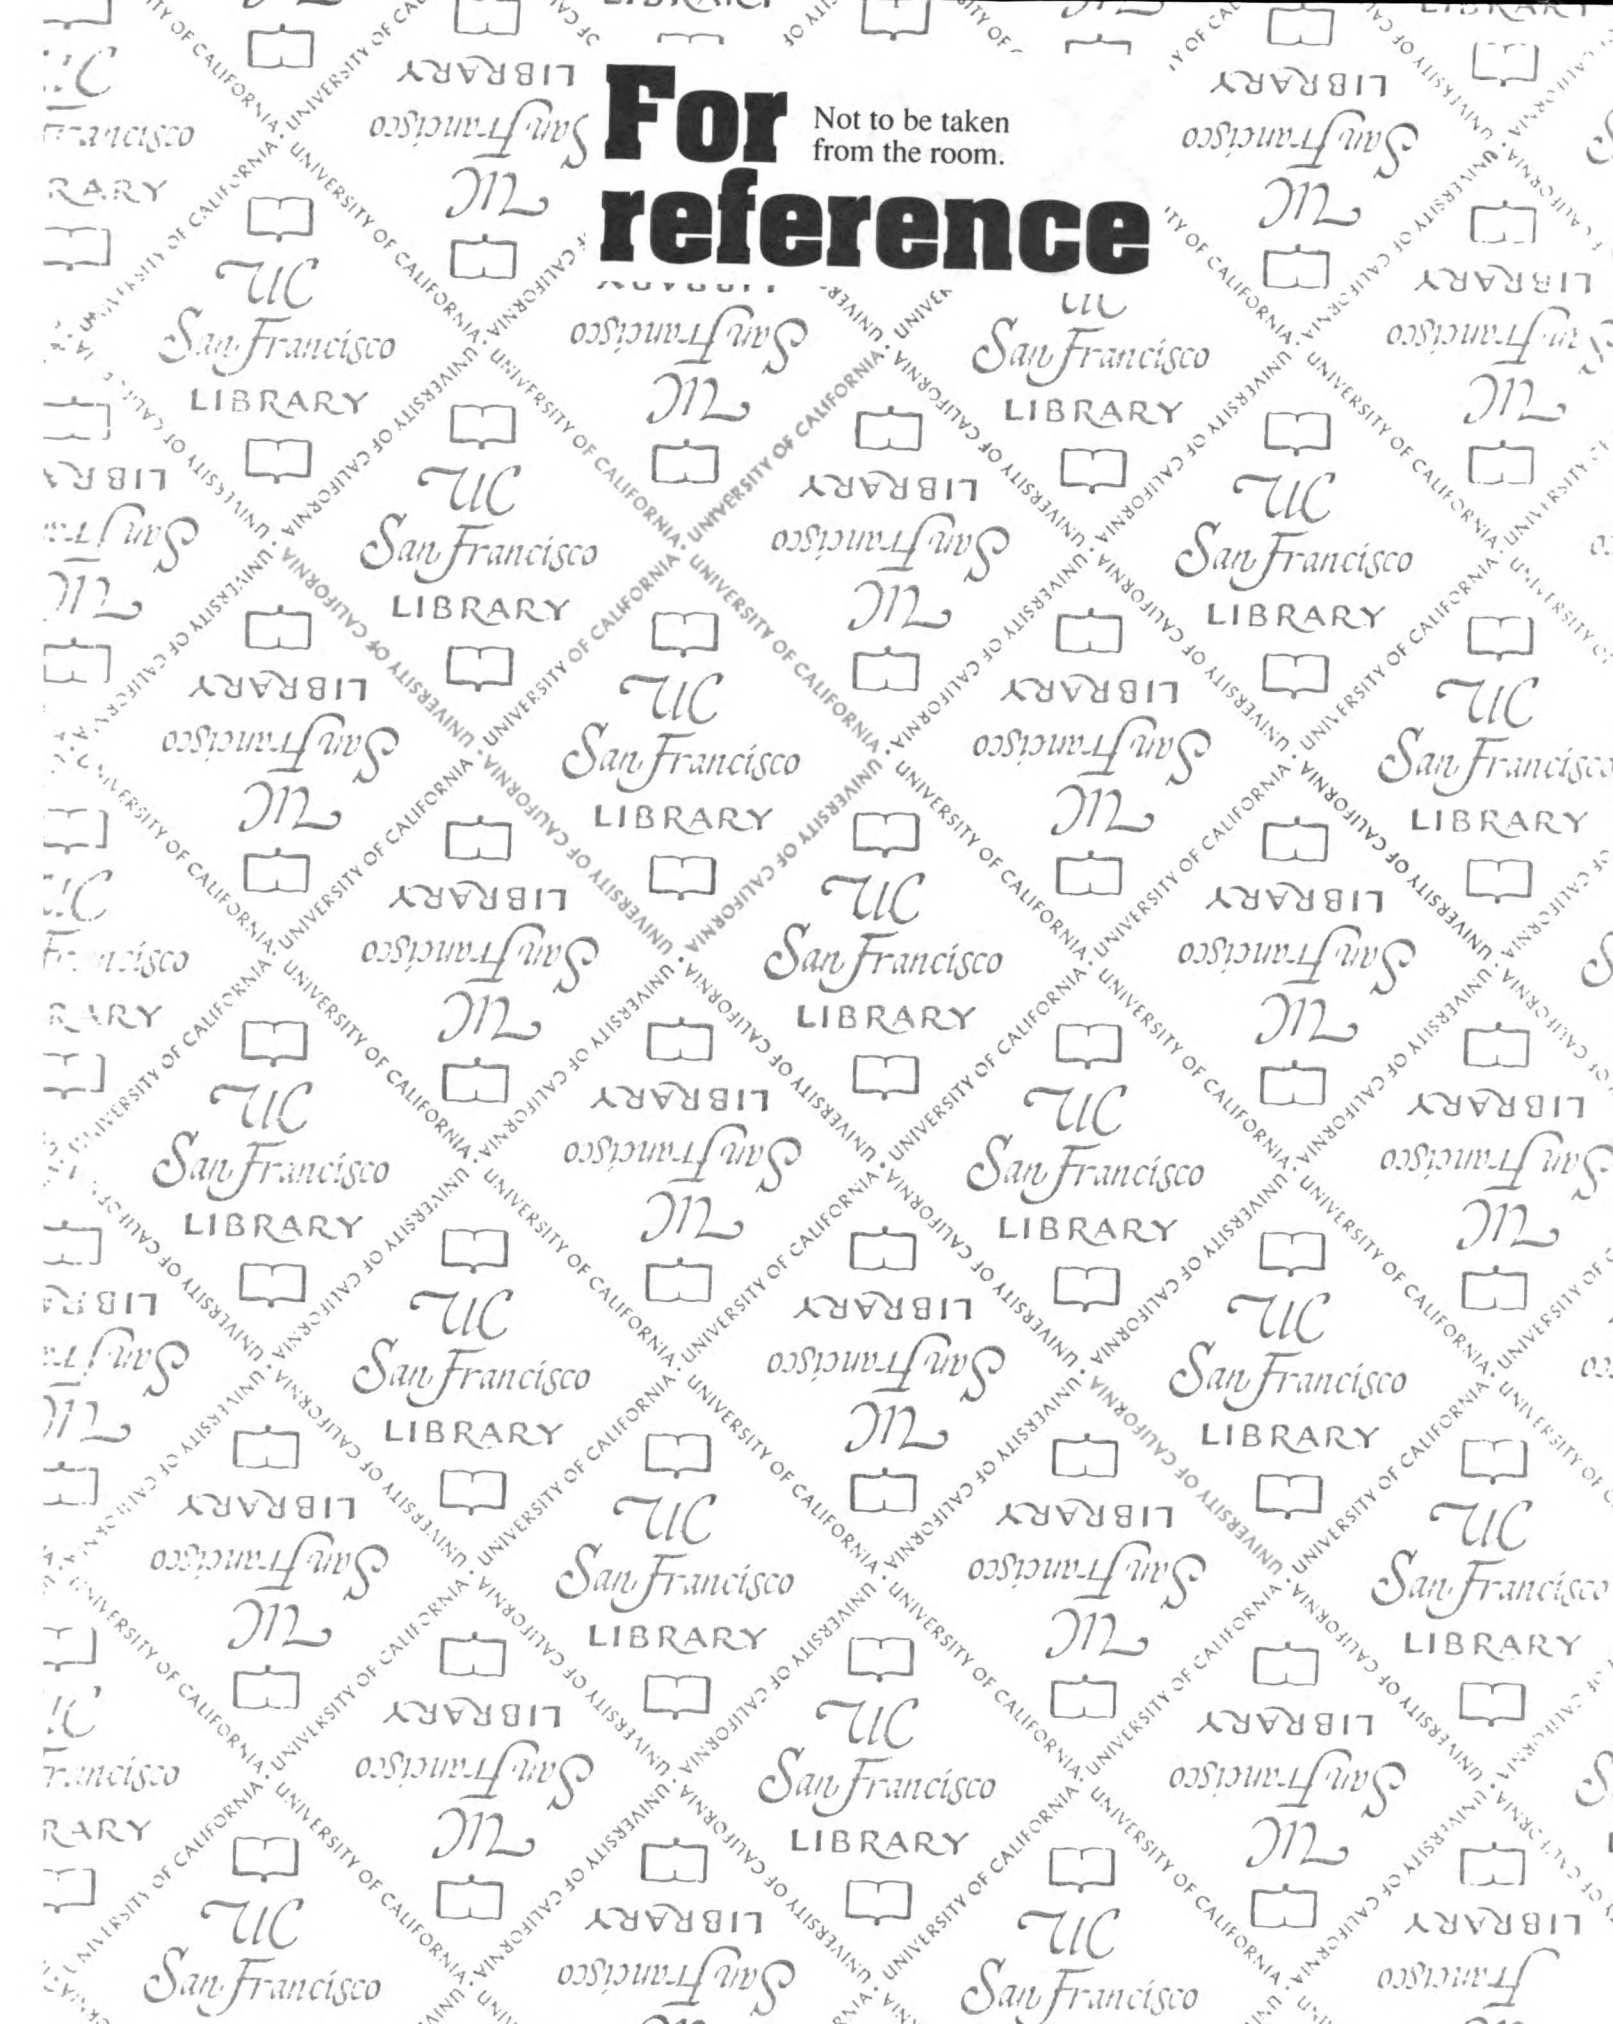 For
Not to be taken
from the room.
reference
UC
San Francisco
LIBRARY
UNIVERSITY OF CALIFORNIA